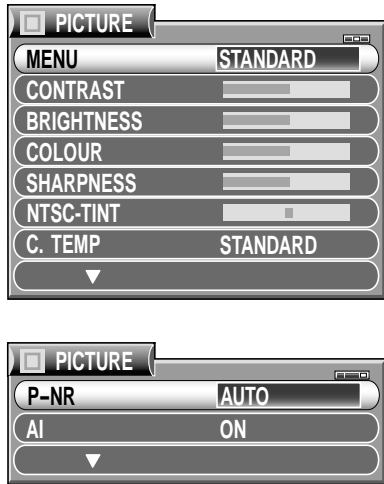 PICTURE
MENU STANDARD
CONTRAST
BRIGHTNESS
COLOUR
SHARPNESS
NTSC-TINT
C. TEMP STANDARD
PICTURE
P-NR AUTO
AI ON